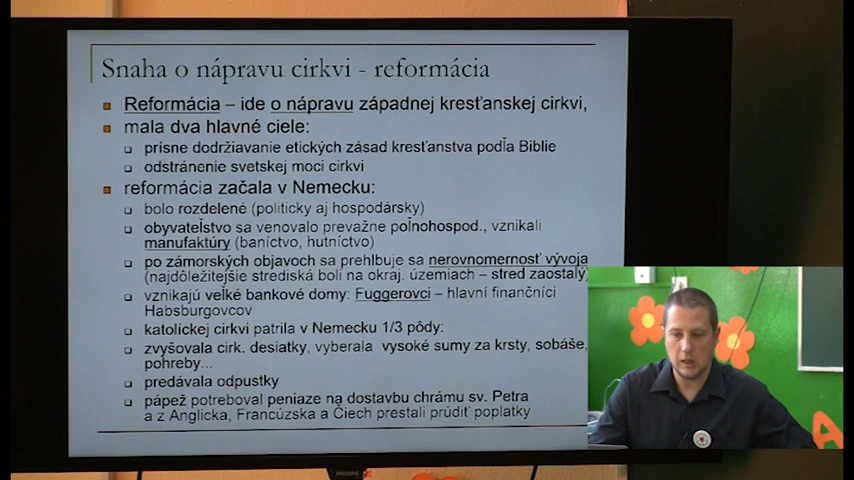 Snaha o nápravu cirkvi - reformácia
Reformácia – ide o nápravu západnej kresťanskej cirkvi,
mala dva hlavné ciele:
prísne dodržiavanie etických zásad kresťanstva podľa Biblie
odstránenie svetskej moci cirkvi
reformácia začala v Nemecku:
bolo rozdelené (politicky aj hospodársky)
obyvateľstvo sa venovalo prevažne poľnohospod., vznikali
manufaktúry (baníctvo, hutníctvo)
po zámorských objavoch sa prehlbuje sa nerovnomernosť vývoja
(najdôležitejšie strediská boli na okraj. územiach – stred zaostalý)
vznikajú veľké bankové domy: Fuggerovci – hlavní finančníci
Habsburgovcov
katolíckej cirkvi patrila v Nemecku 1/3 pôdy:
zvyšovala cirk. desiatky, vyberala vysoké sumy za krsty, sobáše,
pohreby...
predávala odpustky
pápež potreboval peniaze na dostavbu chrámu sv. Petra
a z Anglicka, Francúzska a Čiech prestali prúdiť poplatky
PHILIPS
A